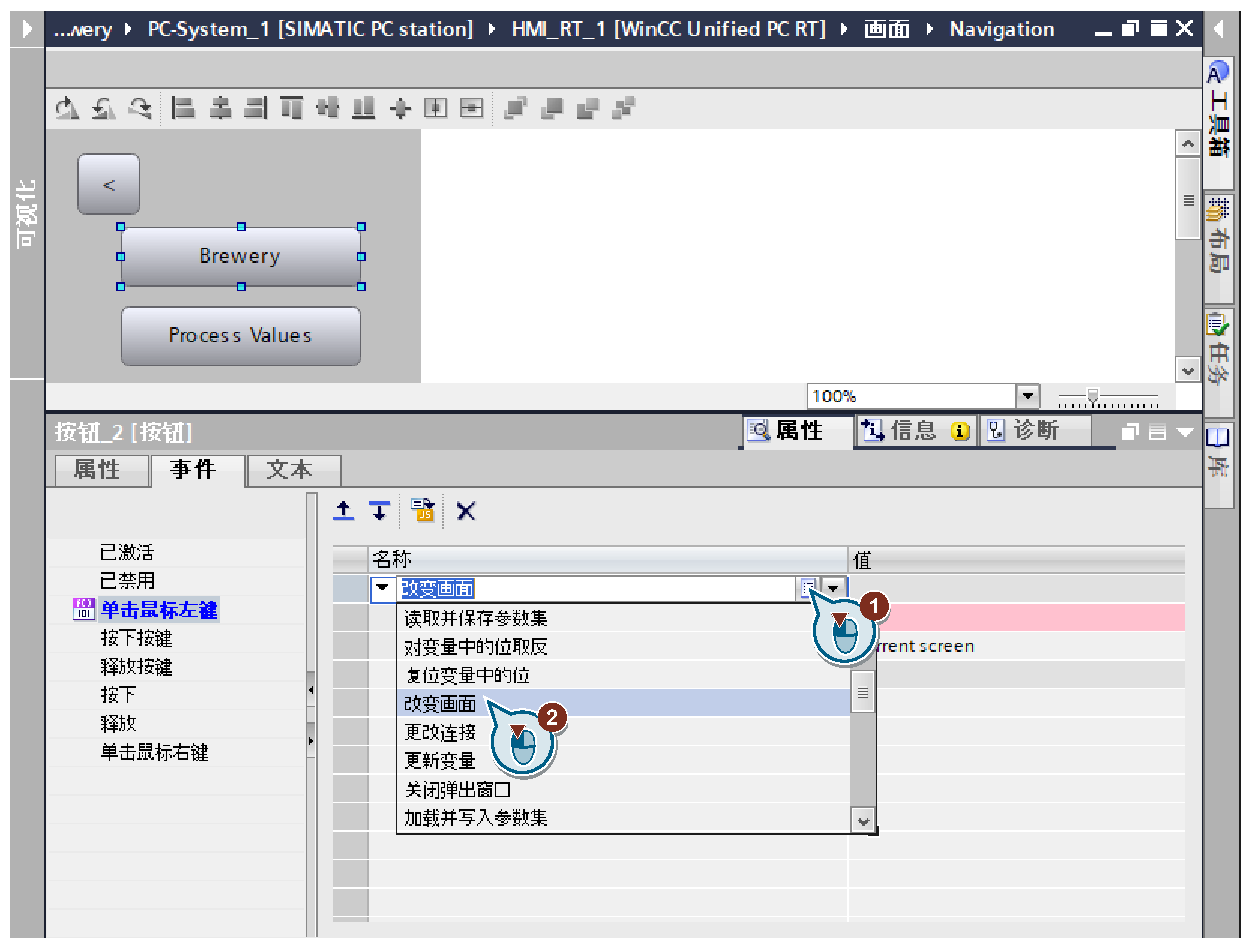 ...wery ▸ PC-System_1 [SIMATIC PC station] ▸ HMI_RT_1 [WinCC Unified PC RT] ▸ 画面 ▸ Navigation
工具箱
布局
任务
库
可视化
<
Brewery
Process Values
100%
按钮_2 [按钮]
属性 信息 诊断
属性 事件 文本
名称 值
已激活
已禁用
单击鼠标左键
按下按键
释放按键
按下
释放
单击鼠标右键
改变画面
1
读取并保存参数集
对变量中的位取反
rrent screen
复位变量中的位
改变画面
2
更改连接
更新变量
关闭弹出窗口
加载并写入参数集